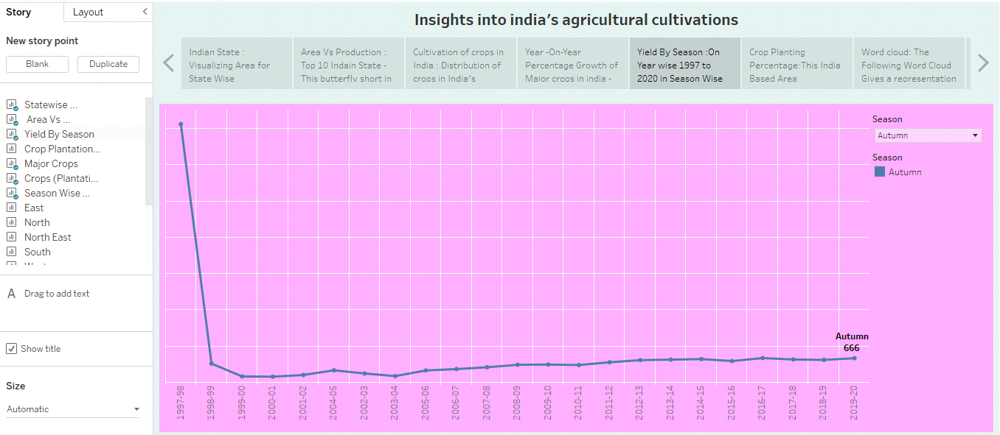 Story
Layout
New story point
Blank
Duplicate
Statewise ...
Area Vs ...
Yield By Season
Crop Plantation...
Major Crops
Crops (Plantati...
Season Wise ...
East
North
North East
South
A Drag to add text
Show title
Size
Automatic
Insights into india's agricultural cultivations
Indian State :
Visualizing Area for
State Wise
Area Vs Production :
Top 10 Indain State -
This butterfly short in
Cultivation of crops in
India : Distribution of
crops in India's
Year -On-Year
Percentage Growth of
Major crops in india -
Yield By Season :On
Year wise 1997 to
2020 in Season Wise
Crop Planting
Percentage:This India
Based Area
Word cloud: The
Following Word Cloud
Gives a representation
Season
Autumn
Season
Autumn
Autumn
666
1997-98
1998-99
1999-00
2000-01
2001-02
2004-05
2002-03
2003-04
2005-06
2006-07
2007-08
2008-09
2009-10
2010-11
2011-12
2012-13
2013-14
2014-15
2015-16
2016-17
2017-18
2018-19
2019-20